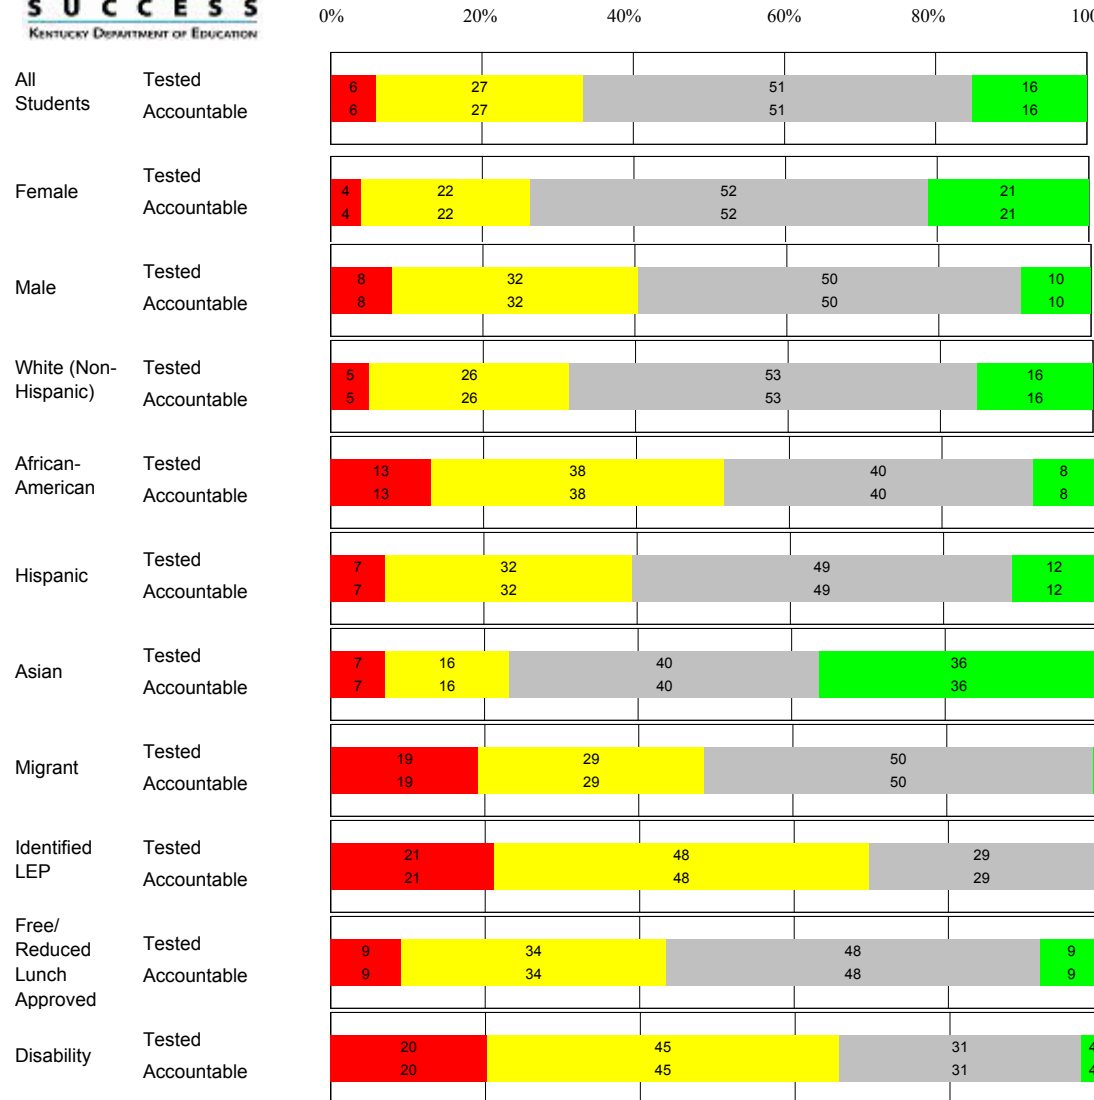 S U C C E S S
KENTUCKY DEPARTMENT OF EDUCATION
0% 20% 40% 60% 80% 100
All Students
Tested 6 27 51 16
Accountable 6 27 51 16
Female
Tested 4 22 52 21
Accountable 4 22 52 21
Male
Tested 8 32 50 10
Accountable 8 32 50 10
White (Non-
Hispanic)
Tested 5 26 53 16
Accountable 5 26 53 16
African-
American
Tested 13 38 40 8
Accountable 13 38 40 8
Hispanic
Tested 7 32 49 12
Accountable 7 32 49 12
Asian
Tested 7 16 40 36
Accountable 7 16 40 36
Migrant
Tested 19 29 50
Accountable 19 29 50
Identified
LEP
Tested 21 48 29
Accountable 21 48 29
Free/
Reduced
Lunch
Approved
Tested 9 34 48 9
Accountable 9 34 48 9
Disability
Tested 20 45 31 4
Accountable 20 45 31 4